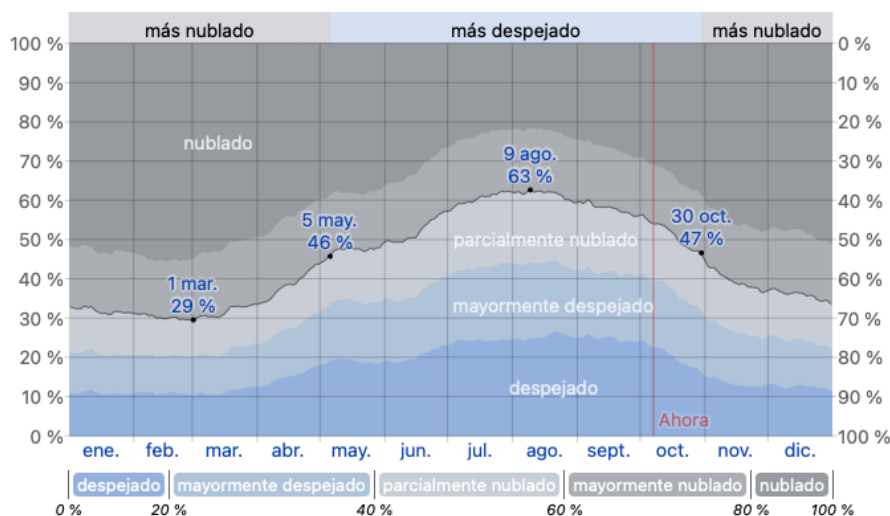 más nublado más despejado más nublado
100 % 0 %
90 % 10 %
80 % 20 %
nublado
70 % 30 %
9 ago.
63 %
60 % 40 %
5 may.
46 %
30 oct.
47 %
50 % 50 %
parcialmente nublado
40 % 60 %
1 mar.
29 %
mayormente despejado
30 % 70 %
20 % 80 %
despejado
10 % 90 %
Ahora
0 % 100 %
ene. feb. mar. abr. may. jun. jul. ago. sept. oct. nov. dic.
despejado mayormente despejado parcialmente nublado mayormente nublado nublado
0 % 20 % 40 % 60 % 80 % 100 %